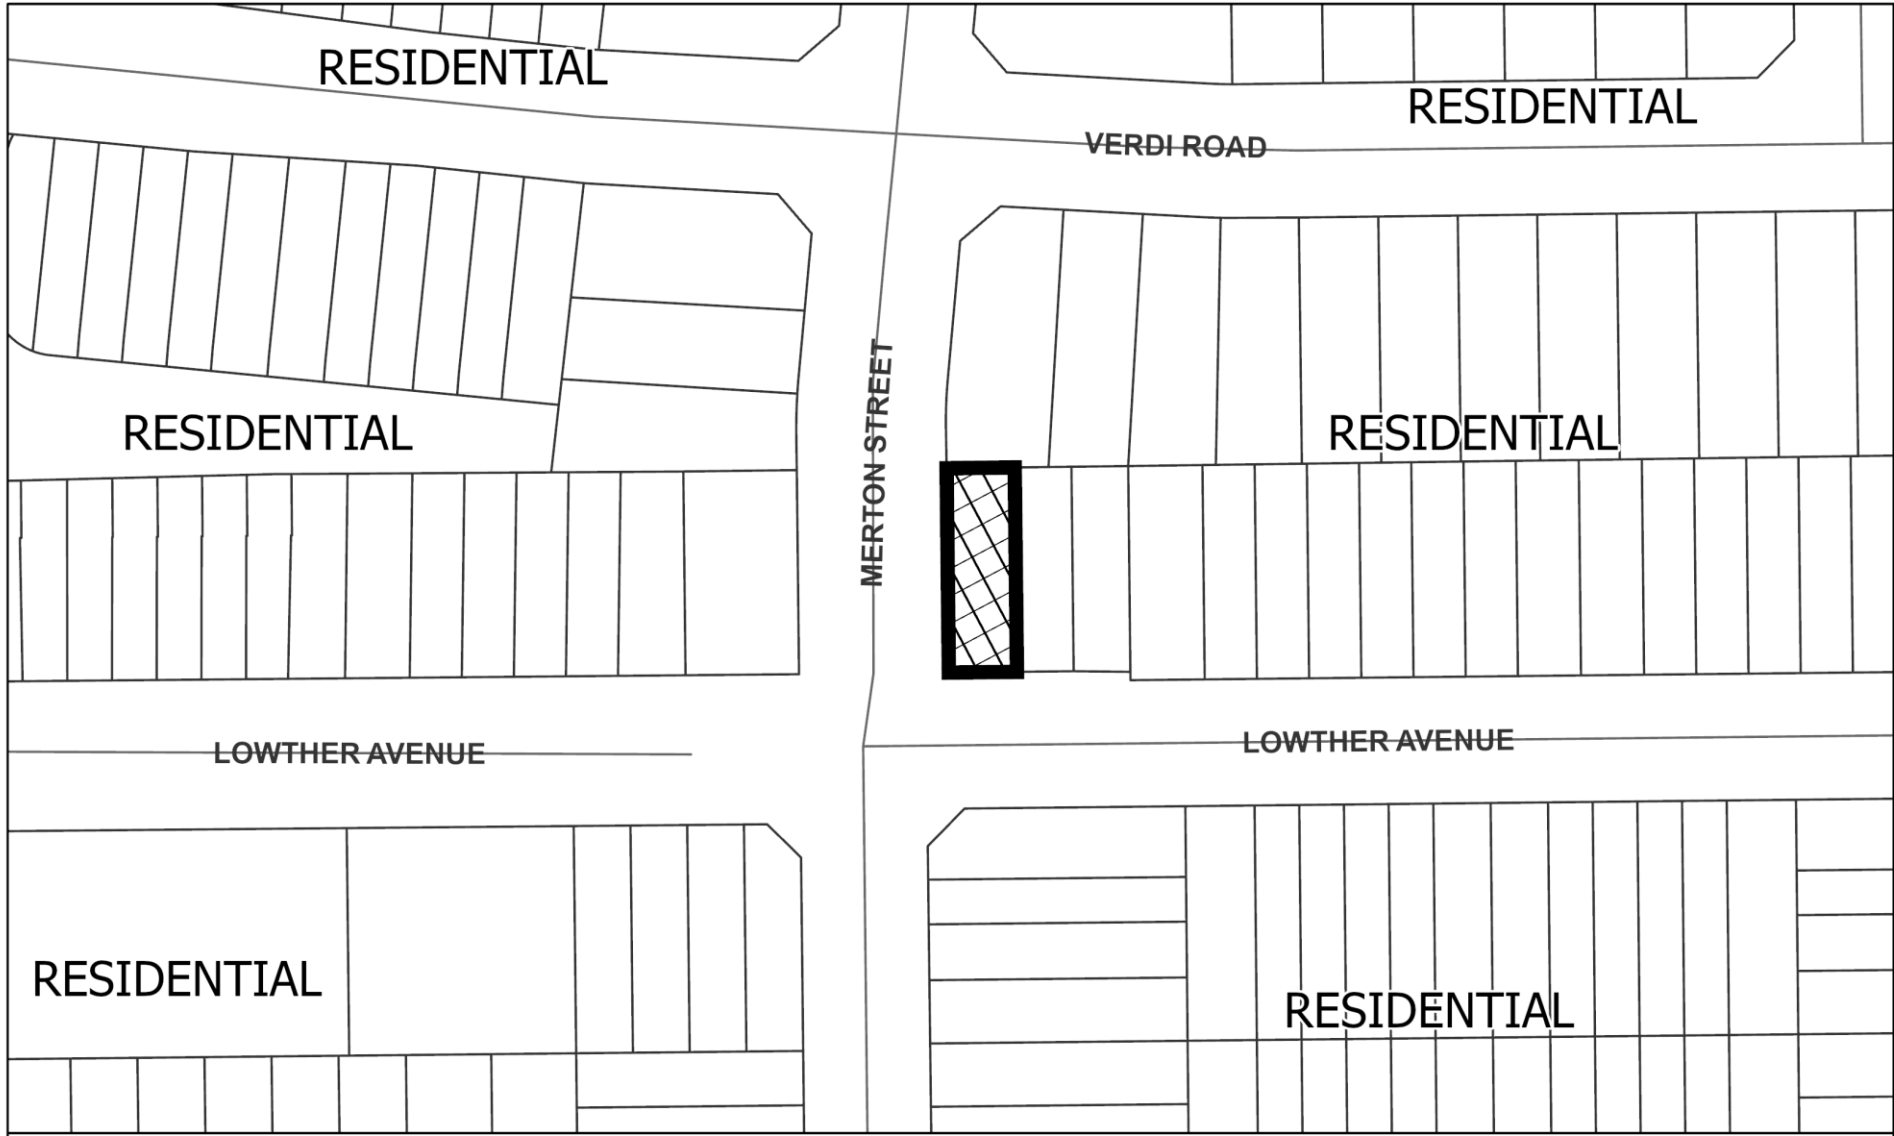 RESIDENTIAL
RESIDENTIAL
VERDI ROAD
MERTON STREET
RESIDENTIAL
RESIDENTIAL
LOWTHER AVENUE
LOWTHER AVENUE
RESIDENTIAL
RESIDENTIAL